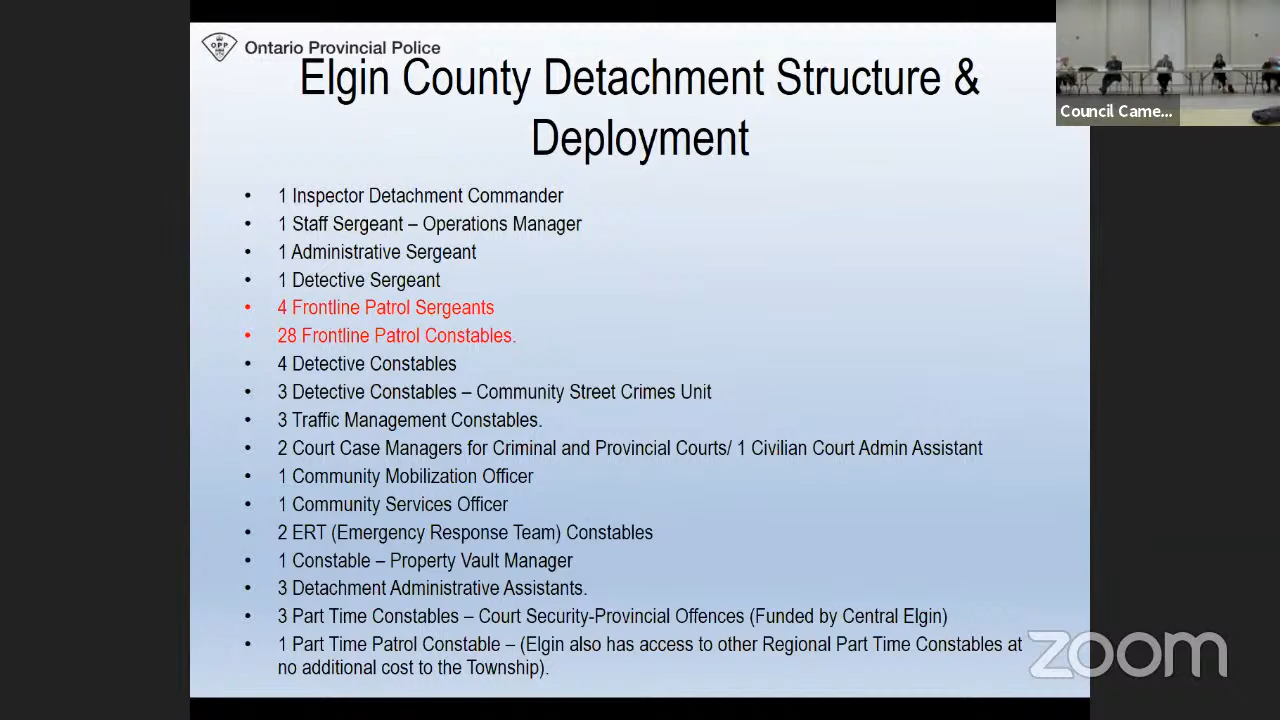 OPP
Ontario Provincial Police
Elgin County Detachment Structure &
Deployment
• 1 Inspector Detachment Commander
• 1 Staff Sergeant – Operations Manager
• 1 Administrative Sergeant
• 1 Detective Sergeant
• 4 Frontline Patrol Sergeants
• 28 Frontline Patrol Constables.
• 4 Detective Constables
• 3 Detective Constables – Community Street Crimes Unit
• 3 Traffic Management Constables.
• 2 Court Case Managers for Criminal and Provincial Courts/ 1 Civilian Court Admin Assistant
• 1 Community Mobilization Officer
• 1 Community Services Officer
• 2 ERT (Emergency Response Team) Constables
• 1 Constable – Property Vault Manager
• 3 Detachment Administrative Assistants.
• 3 Part Time Constables – Court Security-Provincial Offences (Funded by Central Elgin)
• 1 Part Time Patrol Constable – (Elgin also has access to other Regional Part Time Constables at
no additional cost to the Township).
Council Came...
zoom